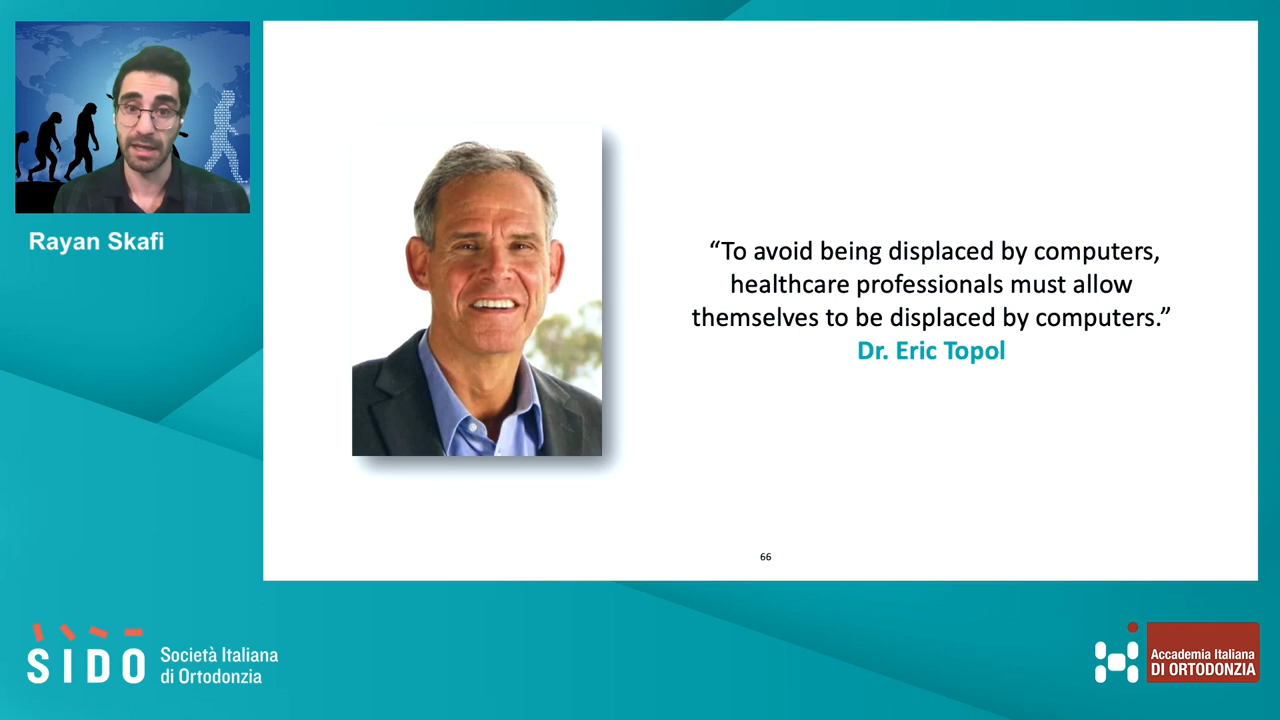 Rayan Skafi
“To avoid being displaced by computers,
healthcare professionals must allow
themselves to be displaced by computers.”
Dr. Eric Topol
66
SIDO
Società Italiana
di Ortodonzia
Accademia Italiana
DI ORTODONZIA